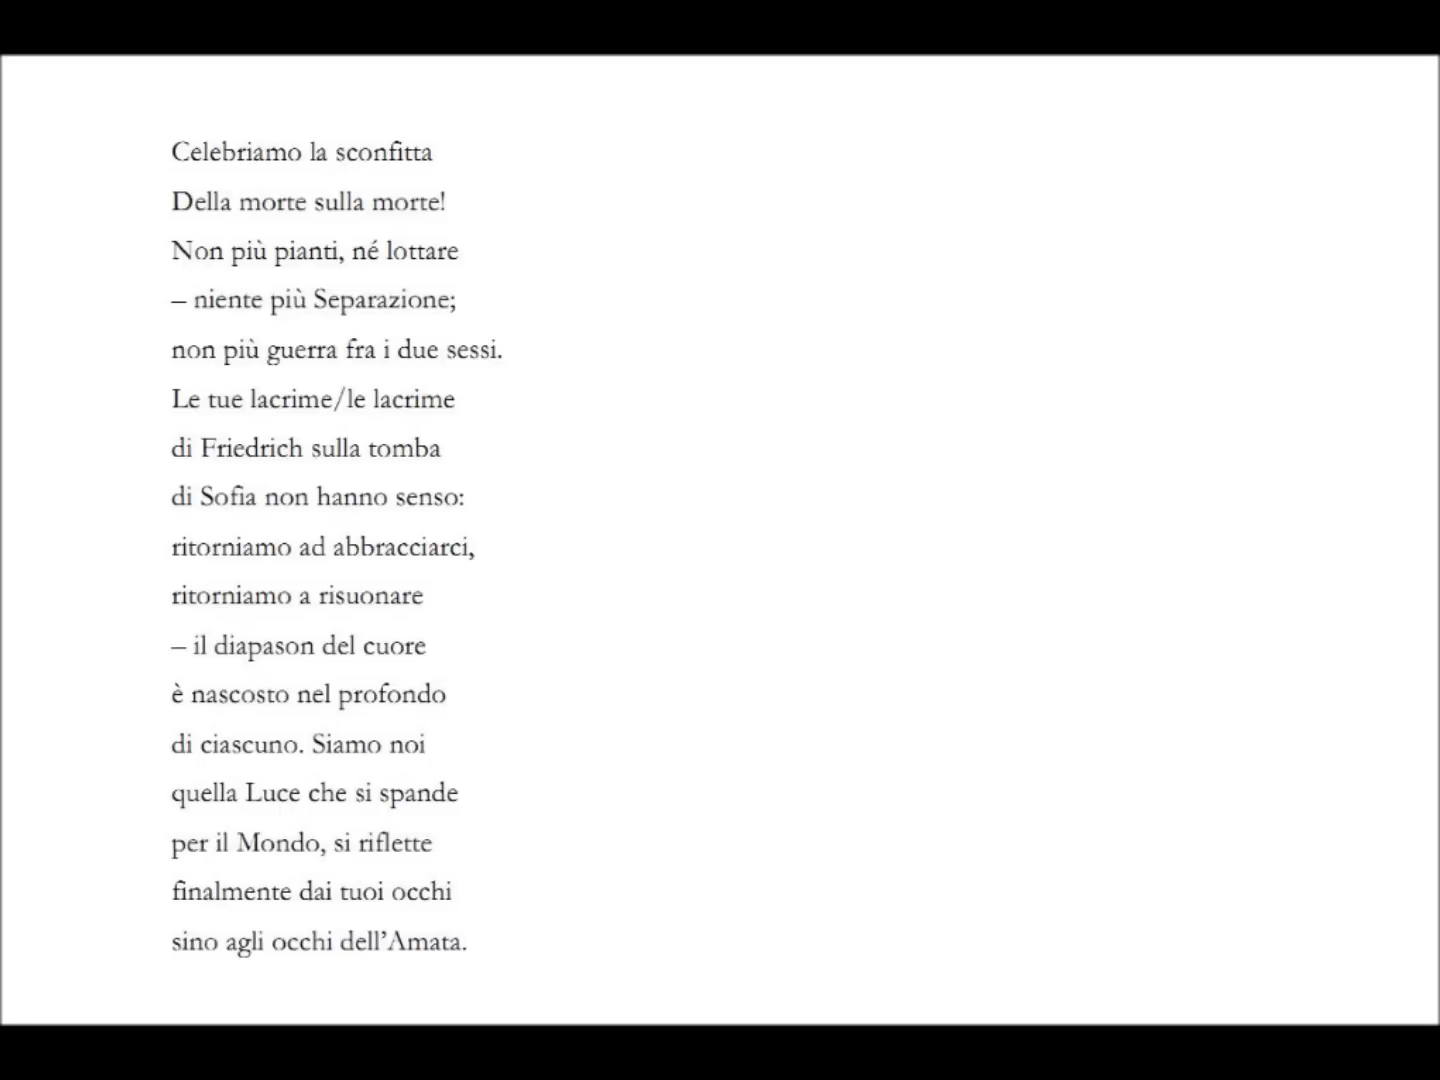 Celebriamo la sconfitta
Della morte sulla morte!
Non più pianti, né lottare
– niente più Separazione;
non più guerra fra i due sessi.
Le tue lacrime/le lacrime
di Friedrich sulla tomba
di Sofia non hanno senso:
ritorniamo ad abbracciarci,
ritorniamo a risuonare
– il diapason del cuore
è nascosto nel profondo
di ciascuno. Siamo noi
quella Luce che si spande
per il Mondo, si riflette
finalmente dai tuoi occhi
sino agli occhi dell’Amata.